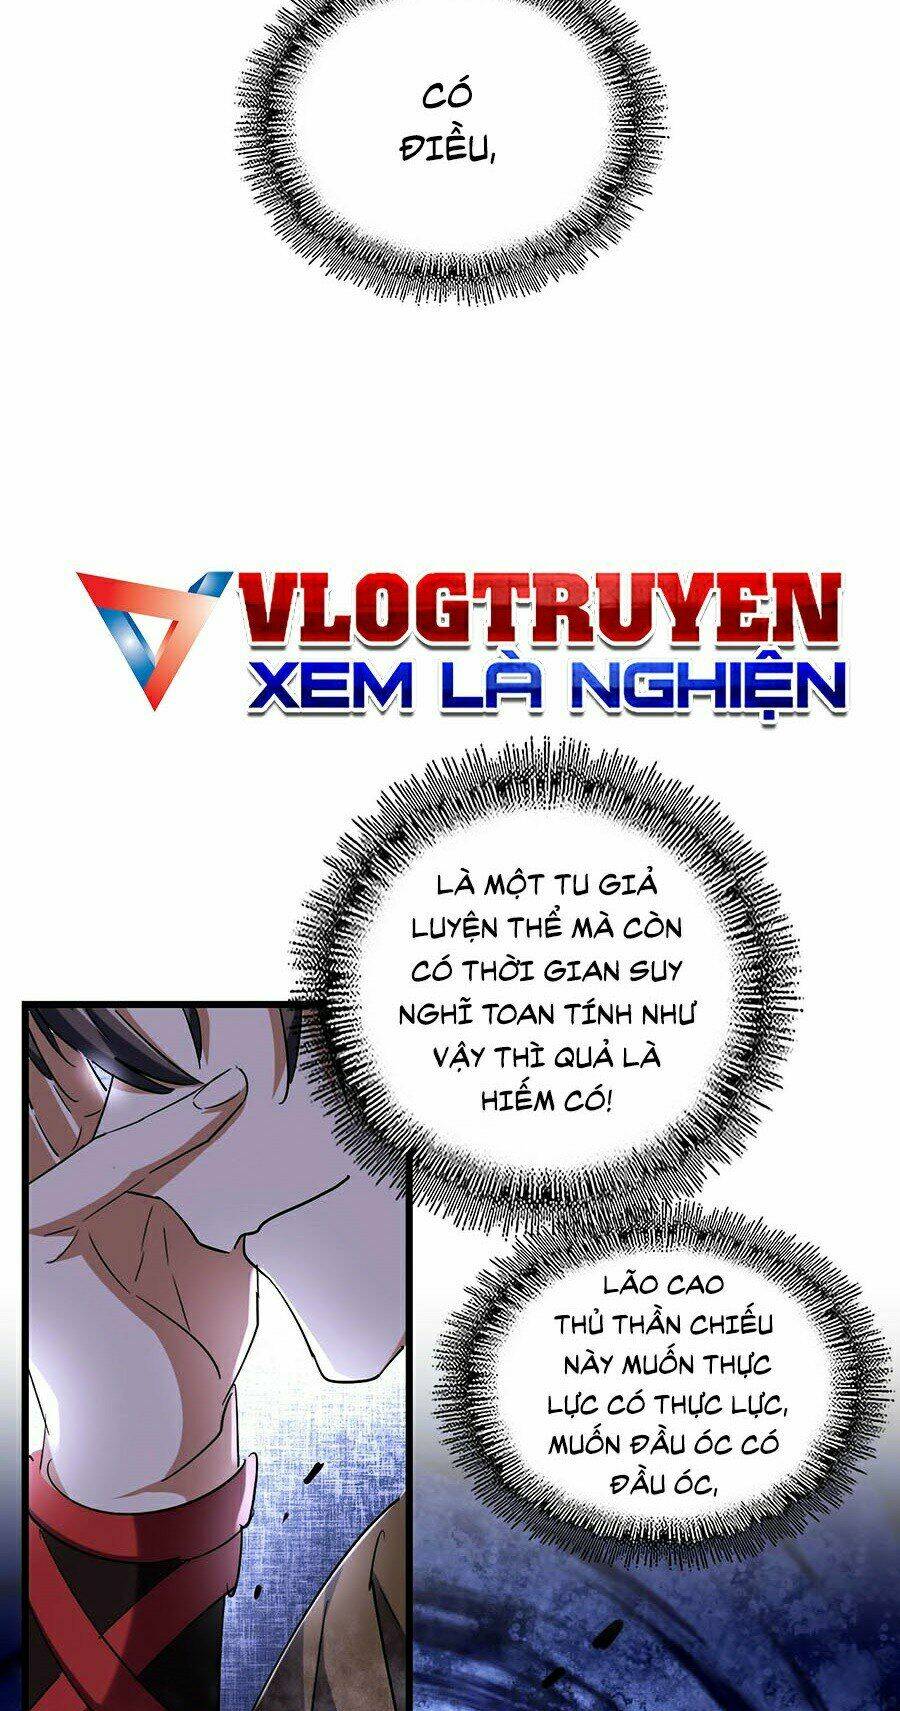 CÓ
ĐIỀU,
VLOGTRUYEN
XEM LÀ NGHIỆN
LÀ MỘT TU GIẢ
LUYỆN THỂ MÀ CÒN
CÓ THỜI GIAN SUY
NGHĨ TOAN TÍNH NHƯ
VẬY THÌ QUẢ LÀ
HIẾM CÓ!
LÃO CAO
THỦ THẦN CHIẾU
NÀY MUỐN THỰC
LỰC CÓ THỰC LỰC,
MUỐN ĐẦU ÓC CÓ
ĐẦU ÓC,